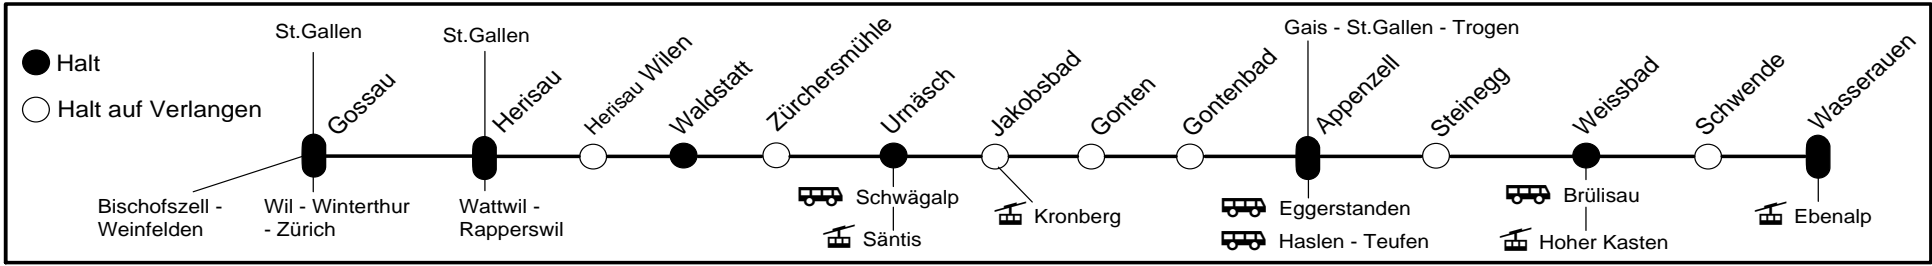 Halt
Halt auf Verlangen
St.Gallen
St.Gallen
Gais - St.Gallen - Trogen
Gossau
Herisau
Herisau Wilen
Waldstatt
Zürchersmühle
Urnäsch
Jakobsbad
Gonten
Gontenbad
Appenzell
Steinegg
Weissbad
Schwende
Wasserauen
Bischofszell -
Weinfelden
Wil - Winterthur
- Zürich
Wattwil -
Rapperswil
Schwägalp
Säntis
Kronberg
Eggerstanden
Haslen - Teufen
Brülisau
Hoher Kasten
Ebenalp